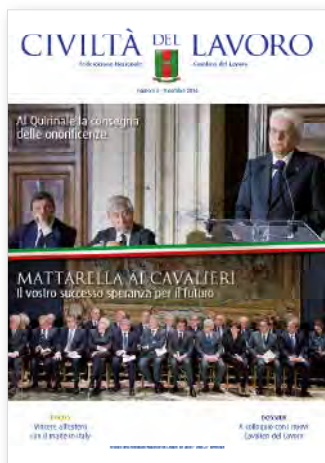 CIVILTÀ DEL LAVORO
Federazione Nazionale Cavalieri del Lavoro
Al Quirinale la consegna
delle onorificenze
MATTARELLA AI CAVALIERI
Il vostro successo speranza per il futuro
FOCUS
Vincere all'estero
con il made in Italy
DOSSIER
A colloquio con i nuovi
Cavalieri del Lavoro